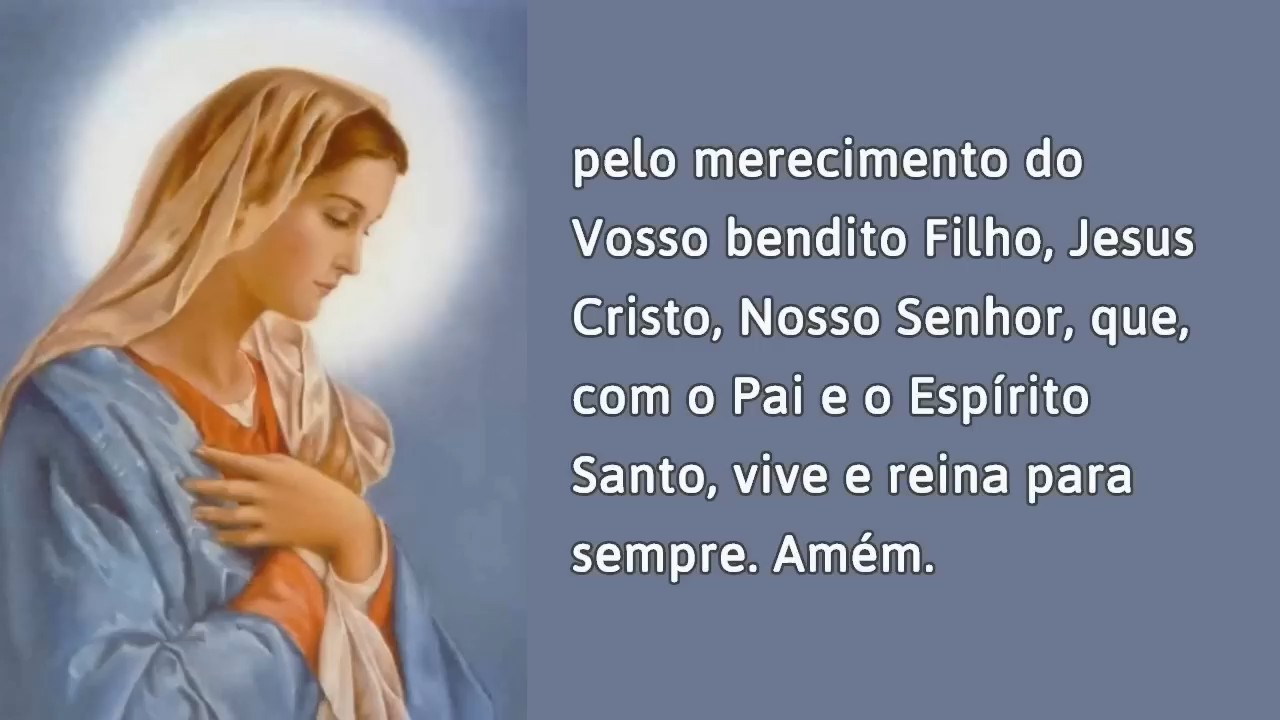 pelo merecimento do
Vosso bendito Filho, Jesus
Cristo, Nosso Senhor, que,
com o Pai e o Espírito
Santo, vive e reina para
sempre. Amém.